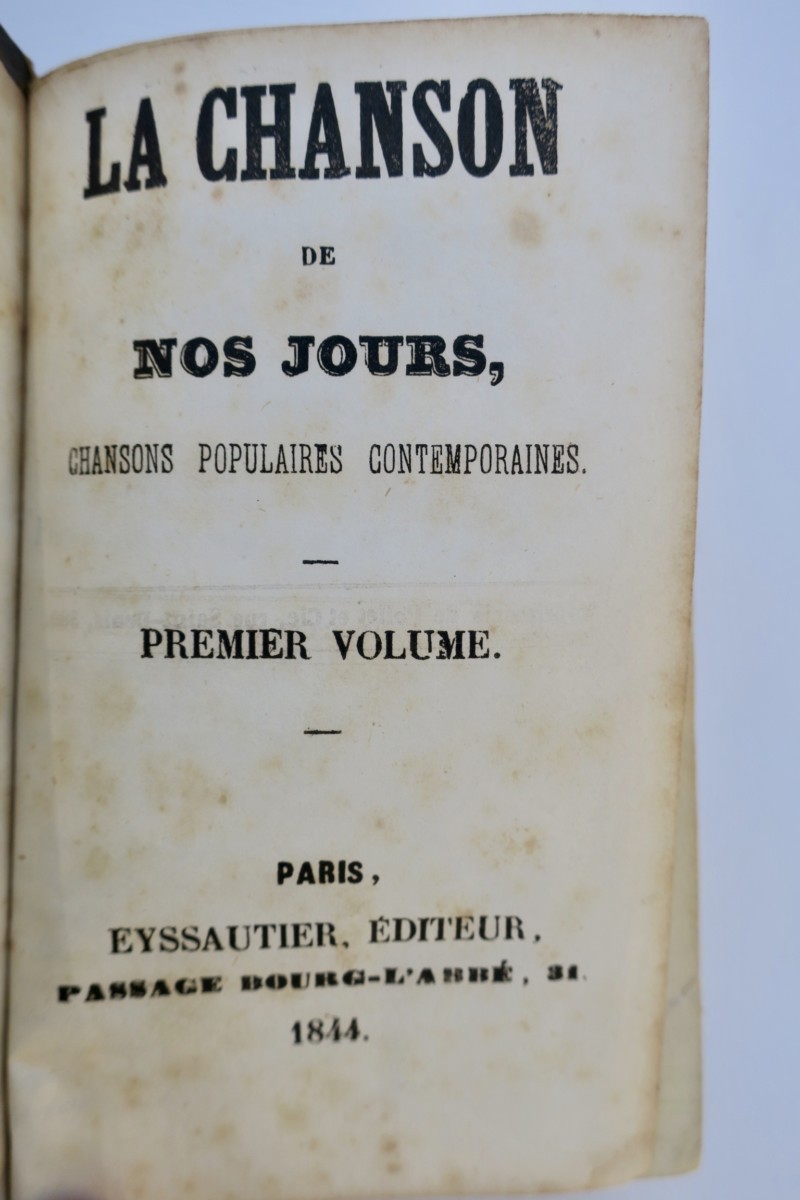 LA CHANSON
DE
NOS JOURS,
CHANSONS POPULAIRES CONTEMPORAINES.
PREMIER VOLUME.
PARIS,
EYSSAUTIER, ÉDITEUR,
PASSAGE BOURG-L'ABBÉ, 31.
1844.